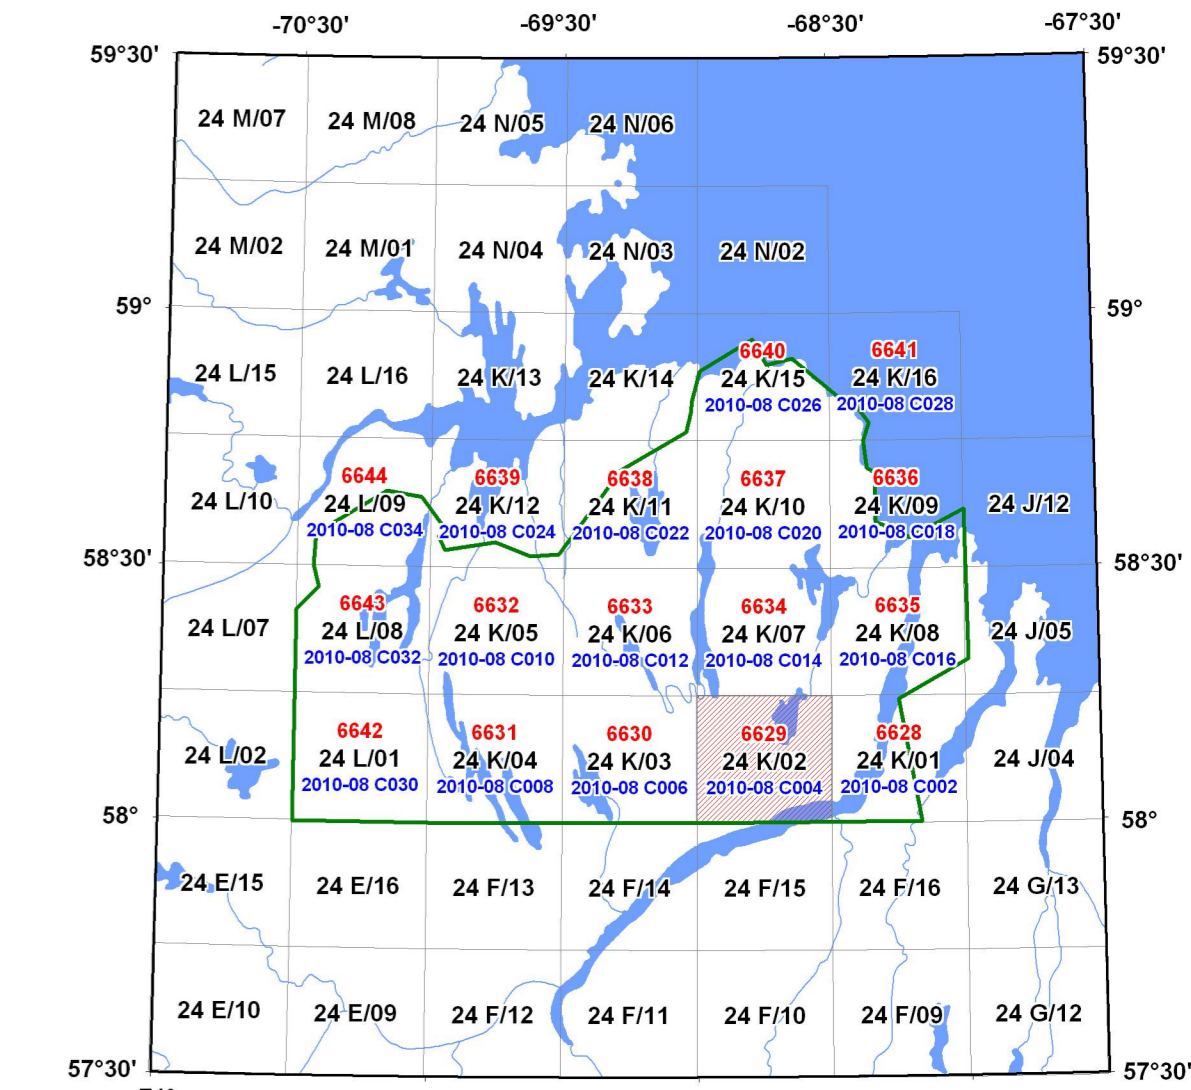 -70°30'
-69°30'
-68°30'
-67°30'
59°30'
59°30'
24 M/07
24 M/08
24 N/05
24 N/06
24 M/02
24 M/01
24 N/04
24 N/03
24 N/02
59°
59°
6640
6641
24 L/15
24 L/16
24 K/13
24 K/14
24 K/15
24 K/16
2010-08 C026
2010-08 C028
6644
6639
6638
6637
6636
24 L/10
24 L/09
24 K/12
24 K/11
24 K/10
24 K/09
24 J/12
2010-08 C034
2010-08 C024
2010-08 C022
2010-08 C020
2010-08 C018
58°30'
58°30'
6643
6632
6633
6634
6635
24 L/07
24 L/08
24 K/05
24 K/06
24 K/07
24 K/08
24 J/05
2010-08 C032
2010-08 C010
2010-08 C012
2010-08 C014
2010-08 C016
6642
6631
6630
6629
6628
24 L/02
24 L/01
24 K/04
24 K/03
24 K/02
24 K/01
24 J/04
2010-08 C030
2010-08 C008
2010-08 C006
2010-08 C004
2010-08 C002
58°
58°
24 E/15
24 E/16
24 F/13
24 F/14
24 F/15
24 F/16
24 G/13
24 E/10
24 E/09
24 F/12
24 F/11
24 F/10
24 F/09
24 G/12
57°30'
57°30'